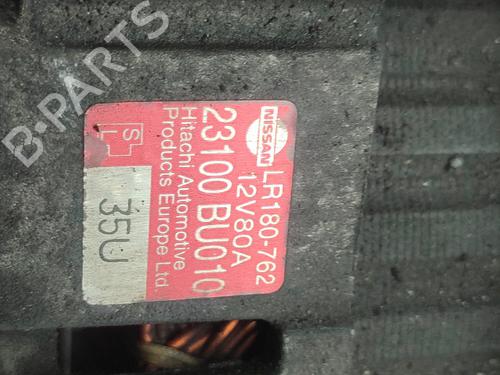 B-PARTS
NISSAN
LR180-762
12V80A
23100 BU010
Hitachi Automotive
Products Europe Ltd.
S
L
35U